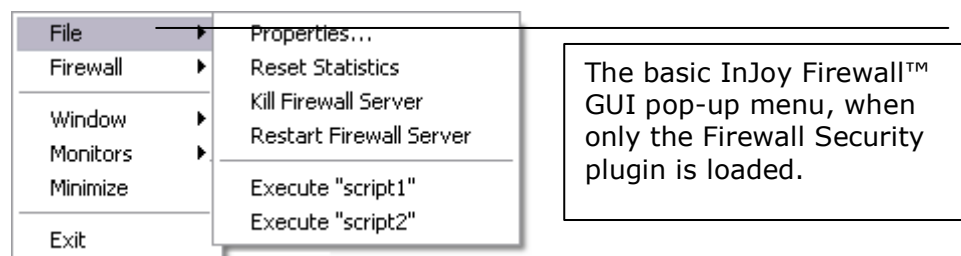 File
Firewall
Window
Monitors
Minimize
Exit
Properties...
Reset Statistics
Kill Firewall Server
Restart Firewall Server
Execute "script1"
Execute "script2"
The basic InJoy Firewall™
GUI pop-up menu, when
only the Firewall Security
plugin is loaded.